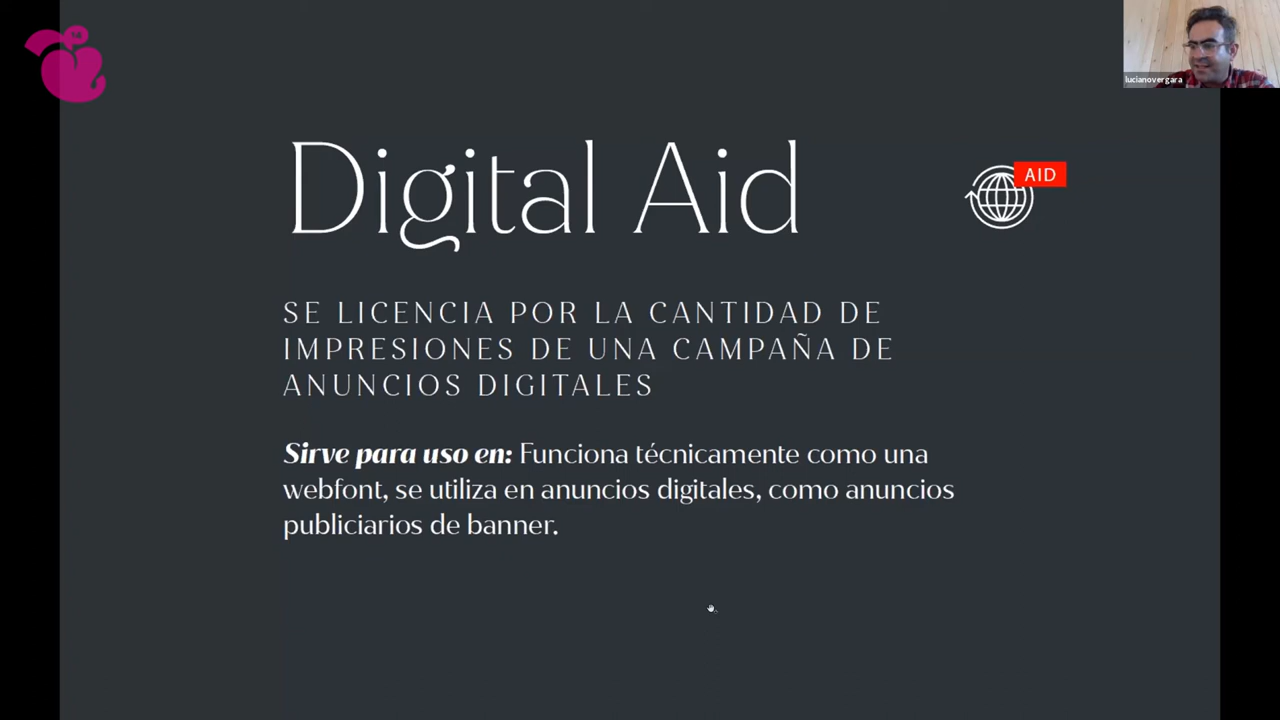 lucianovergara
Digital Aid
AID
SE LICENCIA POR LA CANTIDAD DE
IMPRESIONES DE UNA CAMPAÑA DE
ANUNCIOS DIGITALES
Sirve para uso en: Funciona técnicamente como una
webfont, se utiliza en anuncios digitales, como anuncios
publiciarios de banner.